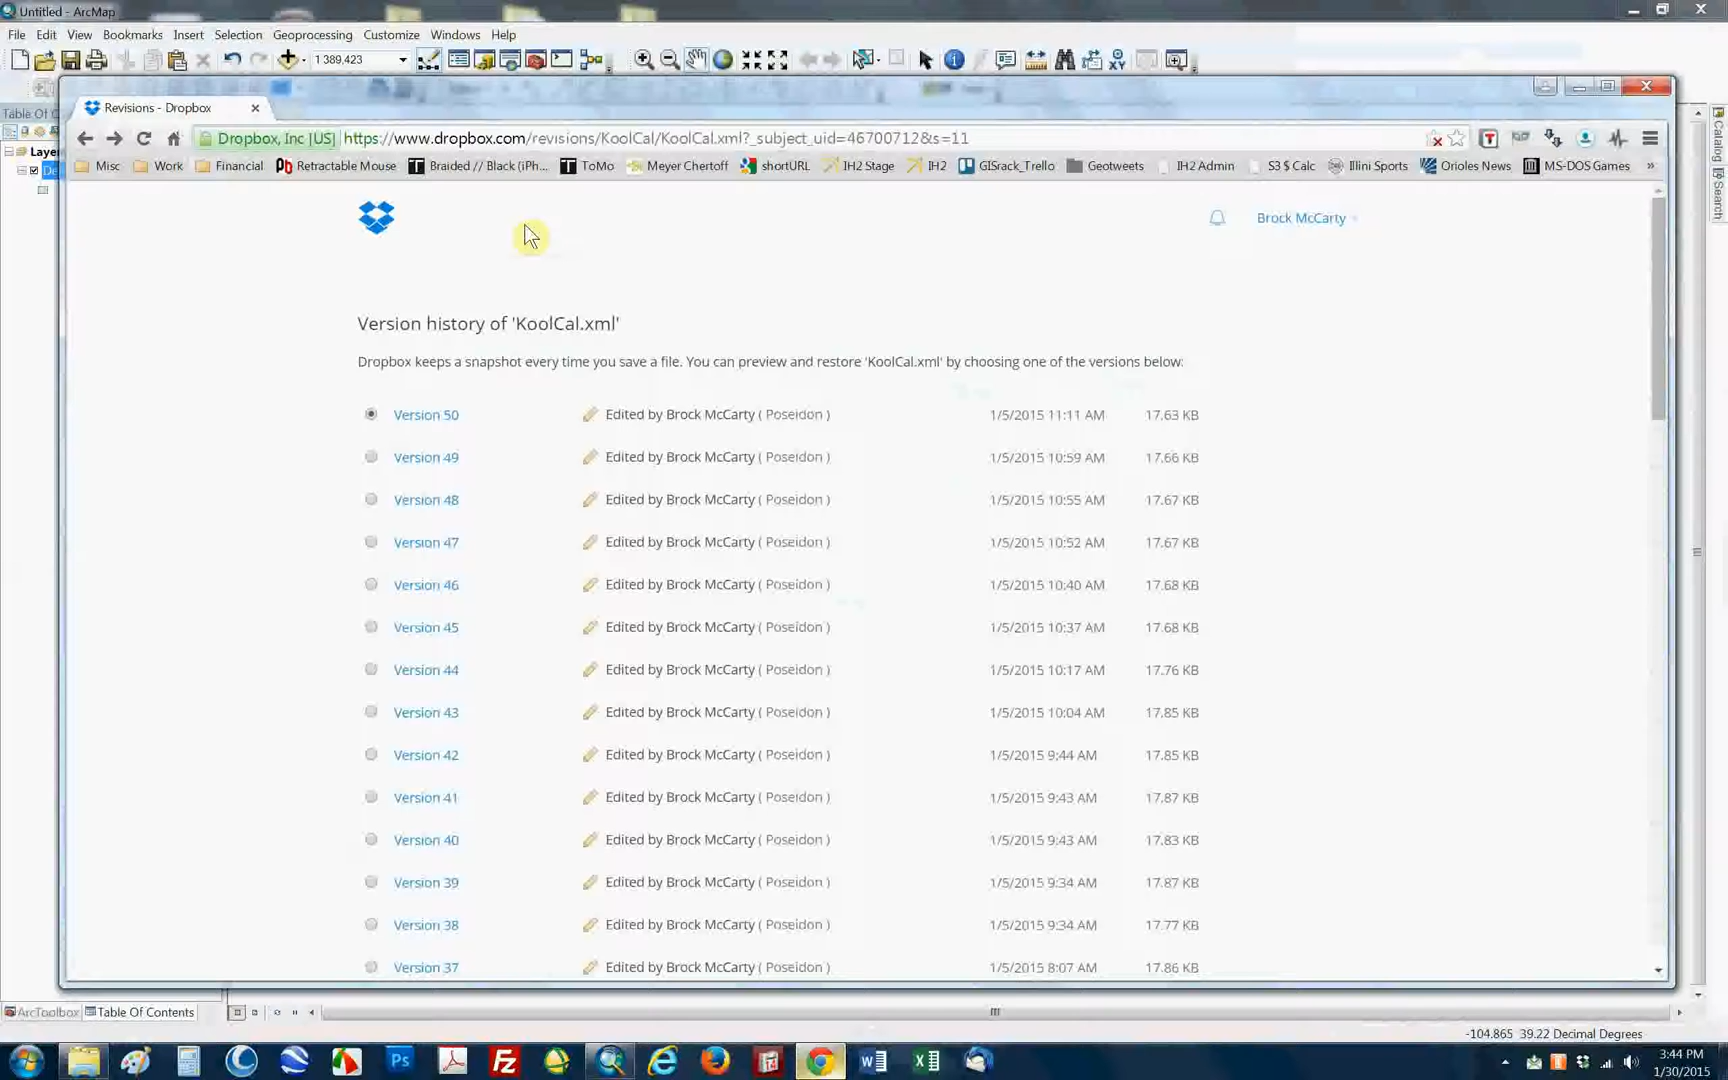 Untitled - ArcMap
File Edit View Bookmarks Insert Selection Geoprocessing Customize Windows Help
1 389,423
Table Of C
Layer
Catalog
Search
Revisions - Dropbox
Dropbox, Inc [US] https://www.dropbox.com/revisions/KoolCal/KoolCal.xml?_subject_uid=46700712&ts=11
Misc Work Financial Retractable Mouse Braided // Black (iPh... ToMo Meyer Chertoff shortURL IH2 Stage IH2 GISrack_Trello Geotweets IH2 Admin S3 $ Calc Illini Sports Orioles News MS-DOS Games »
Brock McCarty
Version history of 'KoolCal.xml'
Dropbox keeps a snapshot every time you save a file. You can preview and restore 'KoolCal.xml' by choosing one of the versions below:
Version 50 Edited by Brock McCarty ( Poseidon ) 1/5/2015 11:11 AM 17.63 KB
Version 49 Edited by Brock McCarty ( Poseidon ) 1/5/2015 10:59 AM 17.66 KB
Version 48 Edited by Brock McCarty ( Poseidon ) 1/5/2015 10:55 AM 17.67 KB
Version 47 Edited by Brock McCarty ( Poseidon ) 1/5/2015 10:52 AM 17.67 KB
Version 46 Edited by Brock McCarty ( Poseidon ) 1/5/2015 10:40 AM 17.68 KB
Version 45 Edited by Brock McCarty ( Poseidon ) 1/5/2015 10:37 AM 17.68 KB
Version 44 Edited by Brock McCarty ( Poseidon ) 1/5/2015 10:17 AM 17.76 KB
Version 43 Edited by Brock McCarty ( Poseidon ) 1/5/2015 10:04 AM 17.85 KB
Version 42 Edited by Brock McCarty ( Poseidon ) 1/5/2015 9:44 AM 17.85 KB
Version 41 Edited by Brock McCarty ( Poseidon ) 1/5/2015 9:43 AM 17.87 KB
Version 40 Edited by Brock McCarty ( Poseidon ) 1/5/2015 9:43 AM 17.83 KB
Version 39 Edited by Brock McCarty ( Poseidon ) 1/5/2015 9:34 AM 17.87 KB
Version 38 Edited by Brock McCarty ( Poseidon ) 1/5/2015 9:34 AM 17.77 KB
Version 37 Edited by Brock McCarty ( Poseidon ) 1/5/2015 8:07 AM 17.86 KB
ArcToolbox Table Of Contents
-104.865 39.22 Decimal Degrees
3:44 PM
1/30/2015